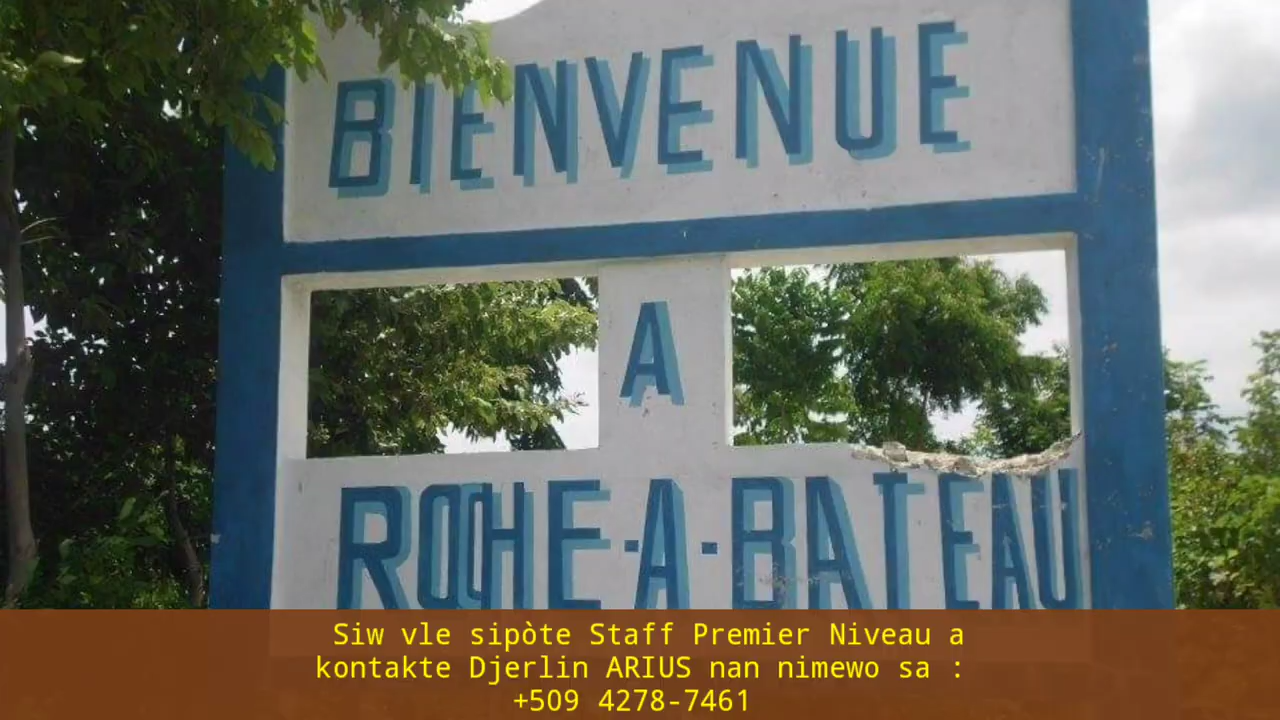 BIENVENUE
A
ROCHE-A-BATEAU
Siw vle sipòte Staff Premier Niveau a
kontakte Djerlin ARIUS nan nimewo sa :
+509 4278-7461